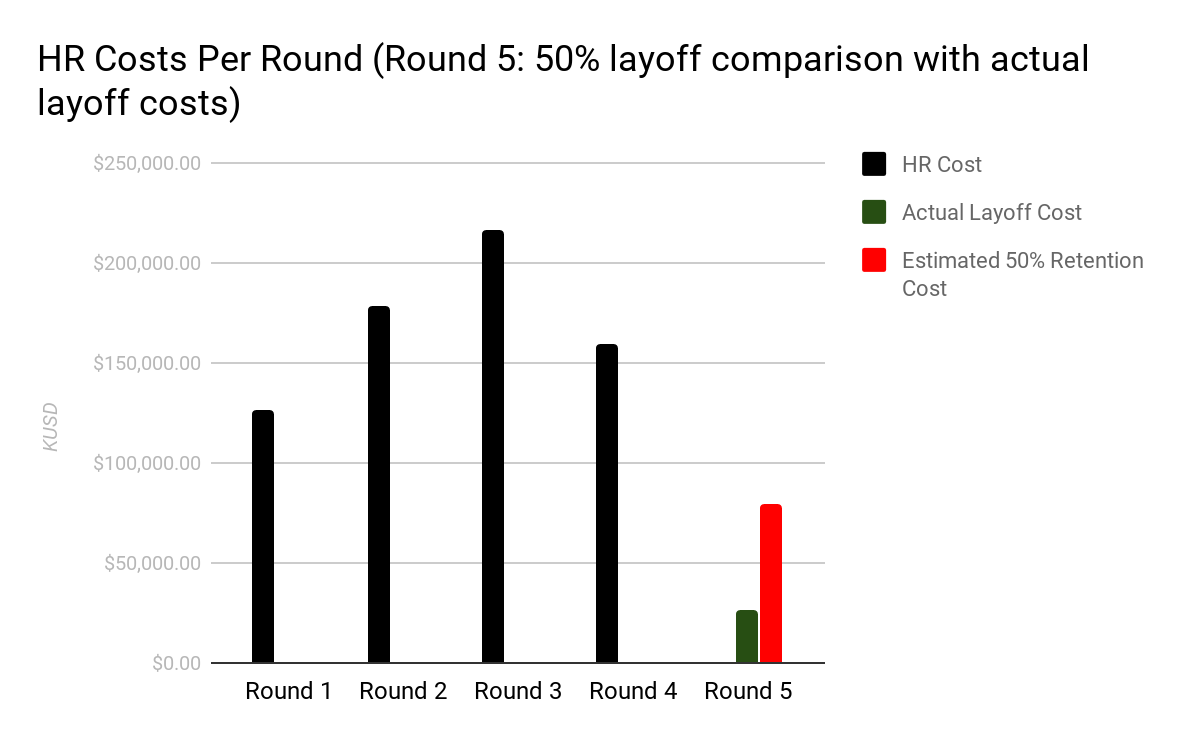 HR Costs Per Round (Round 5: 50% layoff comparison with actual
layoff costs)
$250,000.00
$200,000.00
$150,000.00
$100,000.00
$50,000.00
$0.00
KUSD
Round 1
Round 2
Round 3
Round 4
Round 5
HR Cost
Actual Layoff Cost
Estimated 50% Retention
Cost